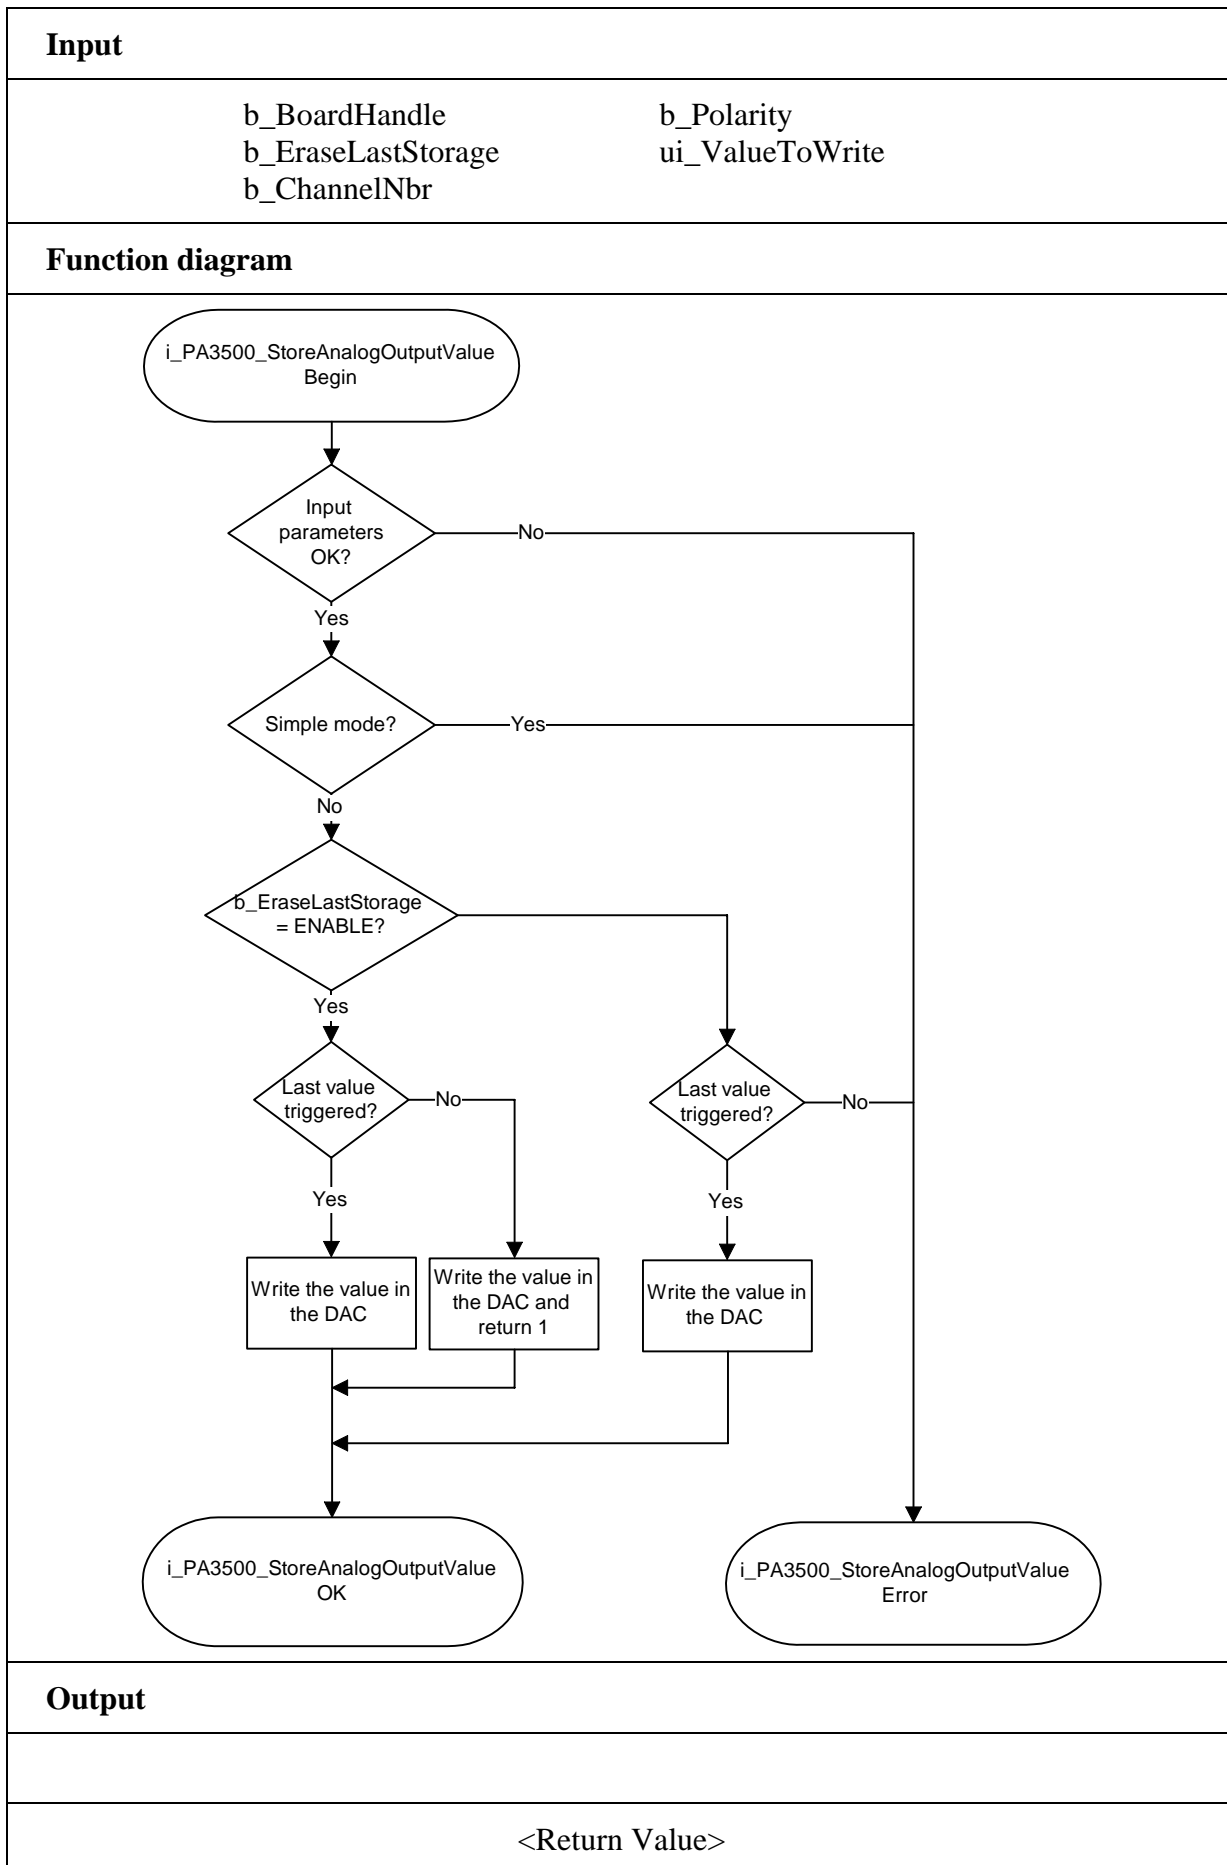 Input
b_BoardHandle b_Polarity
b_EraseLastStorage ui_ValueToWrite
b_ChannelNbr
Function diagram
i_PA3500_StoreAnalogOutputValue
Begin
Input
parameters
OK?
No
Yes
Simple mode?
Yes
No
b_EraseLastStorage
= ENABLE?
Yes
Last value
triggered?
No
Last value
triggered?
No
Yes
Yes
Write the value in
the DAC
Write the value in
the DAC and
return 1
Write the value in
the DAC
i_PA3500_StoreAnalogOutputValue
OK
i_PA3500_StoreAnalogOutputValue
Error
Output
<Return Value>